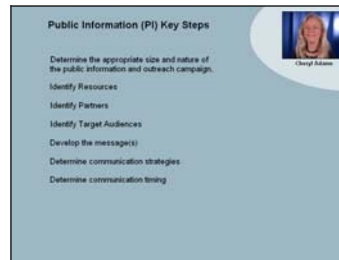 Public Information (PI) Key Steps
Cheryl Adams
Determine the appropriate size and nature of
the public information and outreach campaign.
Identify Resources
Identify Partners
Identify Target Audiences
Develop the message(s)
Determine communication strategies
Determine communication timing